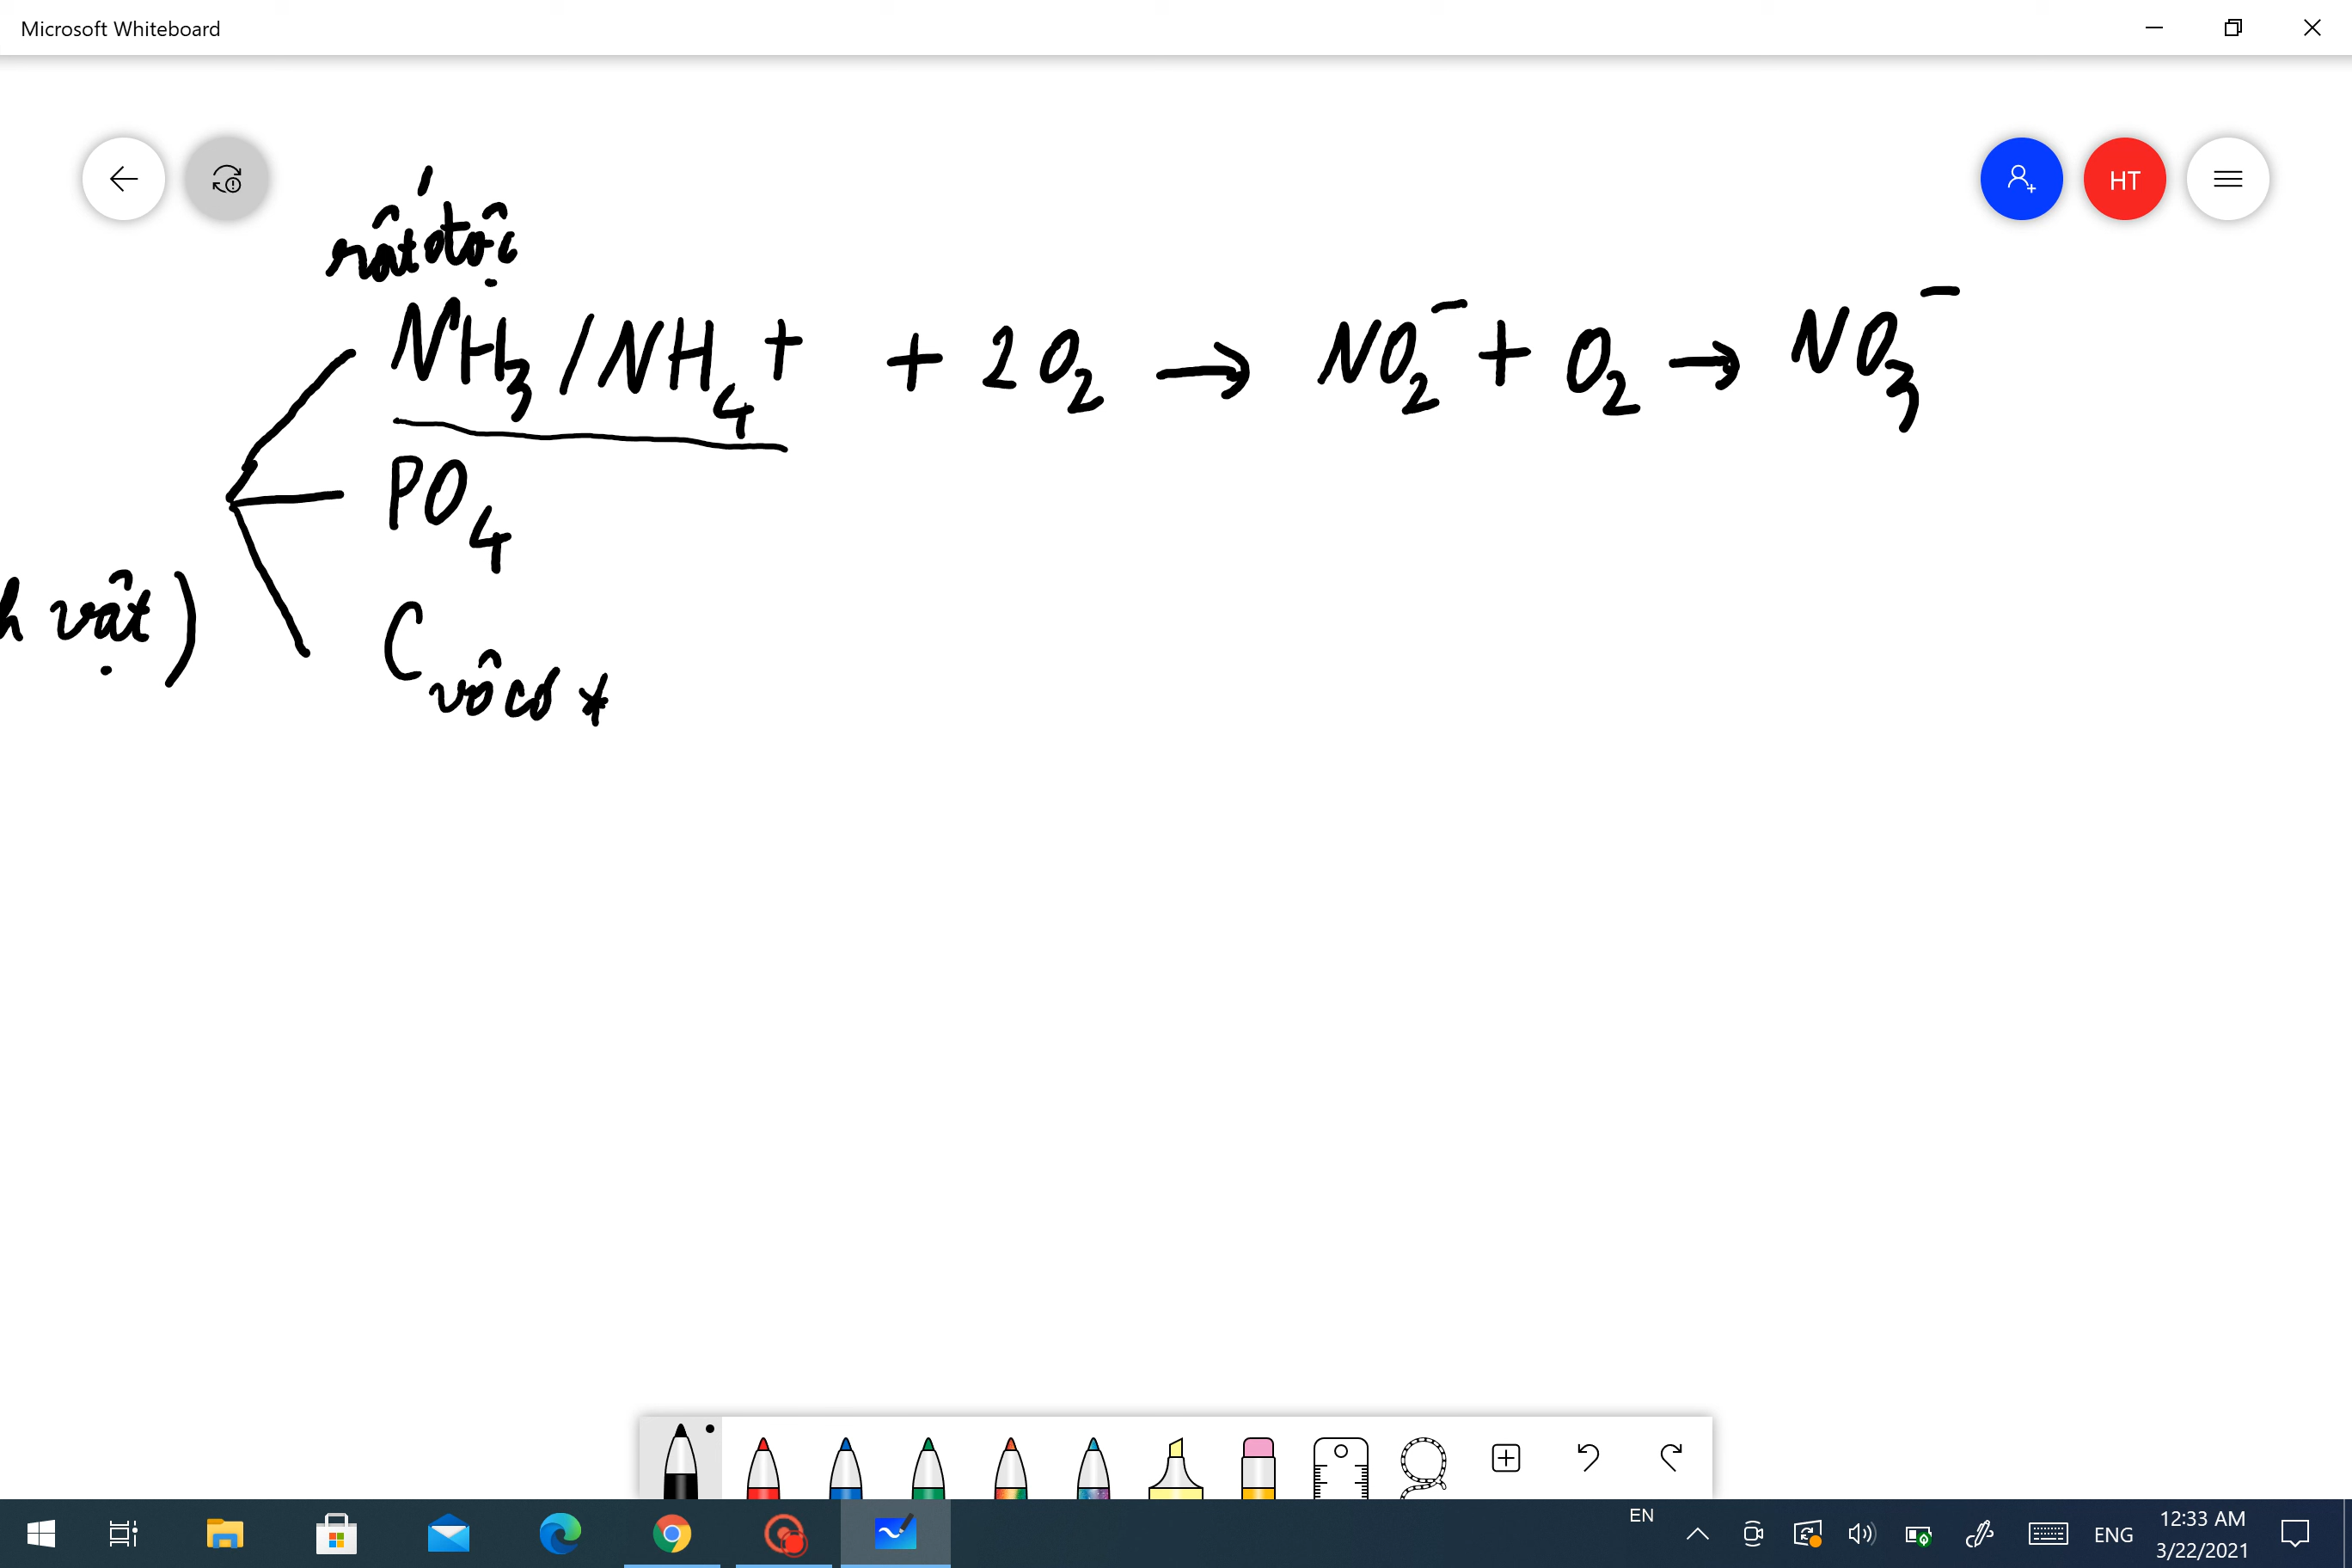 Microsoft Whiteboard
HT
rất độc
NH₃/NH₄⁺ + 2O₂ → NO₂⁻ + O₂ → NO₃⁻
PO₄
h vật)
C vô cơ *
EN
ENG
12:33 AM
3/22/2021